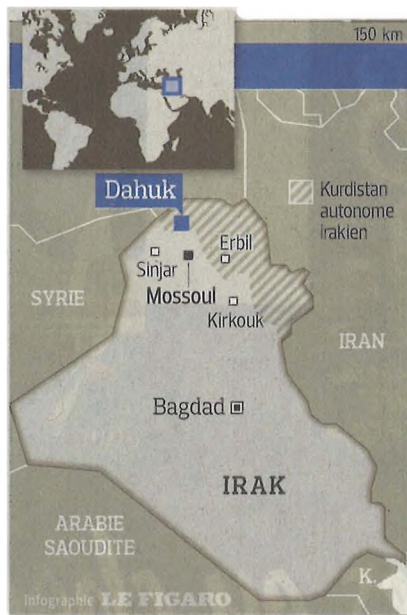 150 km
Dahuk
Kurdistan
autonome
irakien
Erbil
Sinjar
Mossoul
SYRIE
Kirkouk
IRAN
Bagdad
IRAK
ARABIE
SAOUDITE
K.
Infographie LE FIGARO